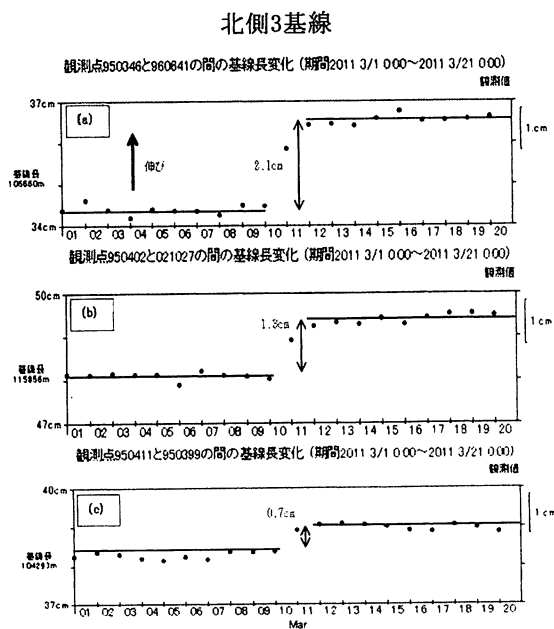 北側3基線
観測点950346と960641の間の基線長変化 (期間2011 3/1 0:00〜2011 3/21 0:00)
観測値
37cm
(a)
1cm
伸び
2.1cm
基線長
106660m
34cm
01 02 03 04 05 06 07 08 09 10 11 12 13 14 15 16 17 18 19 20
観測点950402と021027の間の基線長変化 (期間2011 3/1 0:00〜2011 3/21 0:00)
観測値
50cm
(b)
1.3cm
1cm
基線長
115856m
47cm
01 02 03 04 05 06 07 08 09 10 11 12 13 14 15 16 17 18 19 20
観測点950411と950399の間の基線長変化 (期間2011 3/1 0:00〜2011 3/21 0:00)
観測値
40cm
(c)
0.7cm
1cm
基線長
104293m
37cm
01 02 03 04 05 06 07 08 09 10 11 12 13 14 15 16 17 18 19 20
Mar